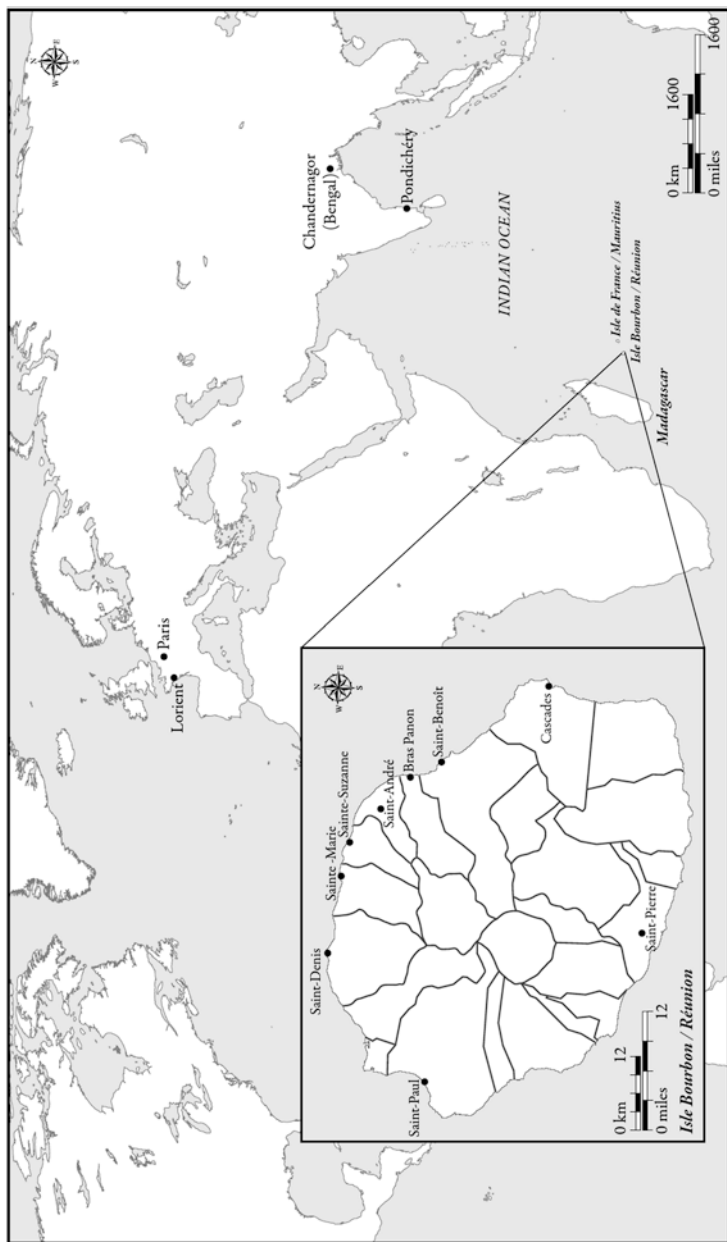 N
W E
S
Paris
Lorient
Chandernagor
(Bengal)
Pondichéry
INDIAN OCEAN
Isle de France / Mauritius
Isle Bourbon / Réunion
Madagascar
0 km 1600
0 miles 1600
N
W E
S
Saint-Denis
Sainte -Marie
Sainte-Suzanne
Saint-André
Bras Panon
Saint-Benoît
Cascades
Saint-Paul
Saint-Pierre
0 km 12
0 miles 12
Isle Bourbon / Réunion